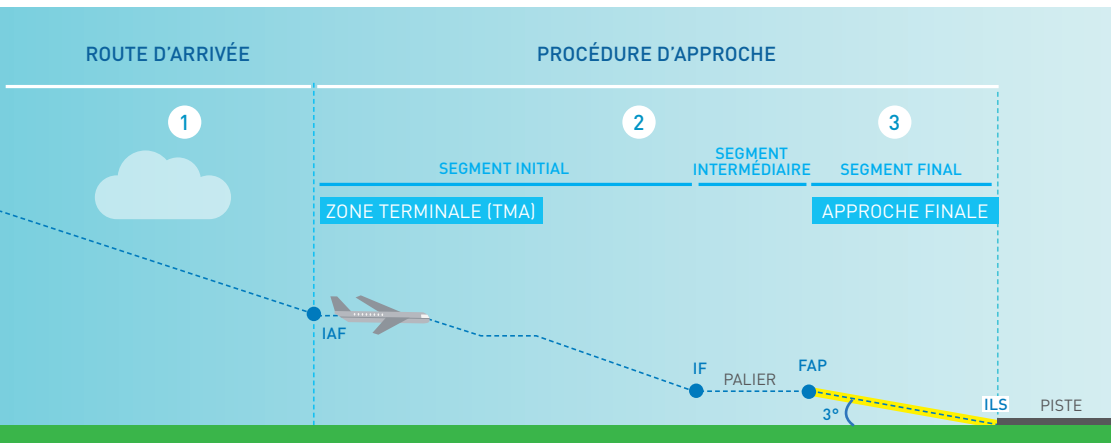 ROUTE D'ARRIVÉE
PROCÉDURE D'APPROCHE
1
2
3
SEGMENT INITIAL
SEGMENT
INTERMÉDIAIRE
SEGMENT FINAL
ZONE TERMINALE (TMA)
APPROCHE FINALE
IAF
IF
PALIER
FAP
3°
ILS
PISTE